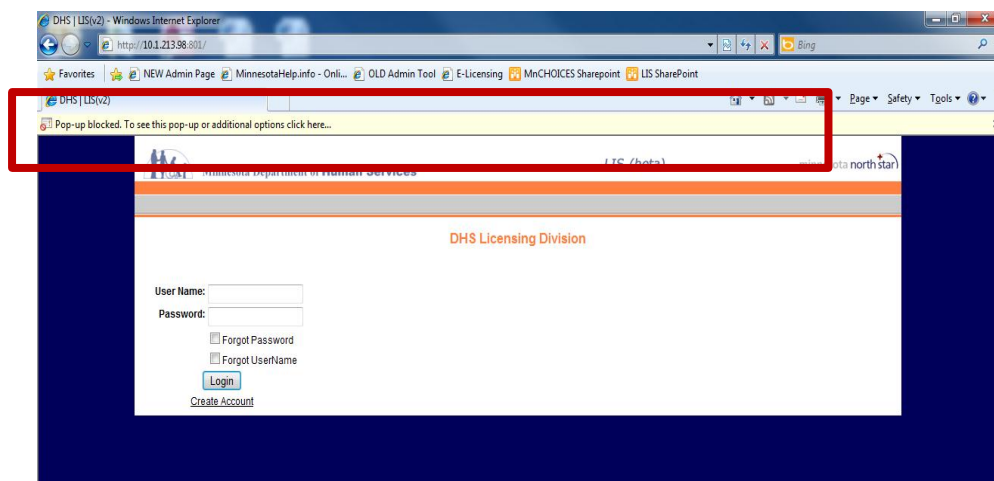 DHS | LIS(v2) - Windows Internet Explorer
http://10.1.213.98:801/
Bing
Favorites NEW Admin Page MinnesotaHelp.info - Onli... OLD Admin Tool E-Licensing MnCHOICES Sharepoint LIS SharePoint
DHS | LIS(v2)
Page Safety Tools
Pop-up blocked. To see this pop-up or additional options click here...
Minnesota Department of Human Services
LIS (beta)
north star
DHS Licensing Division
User Name:
Password:
Forgot Password
Forgot UserName
Login
Create Account